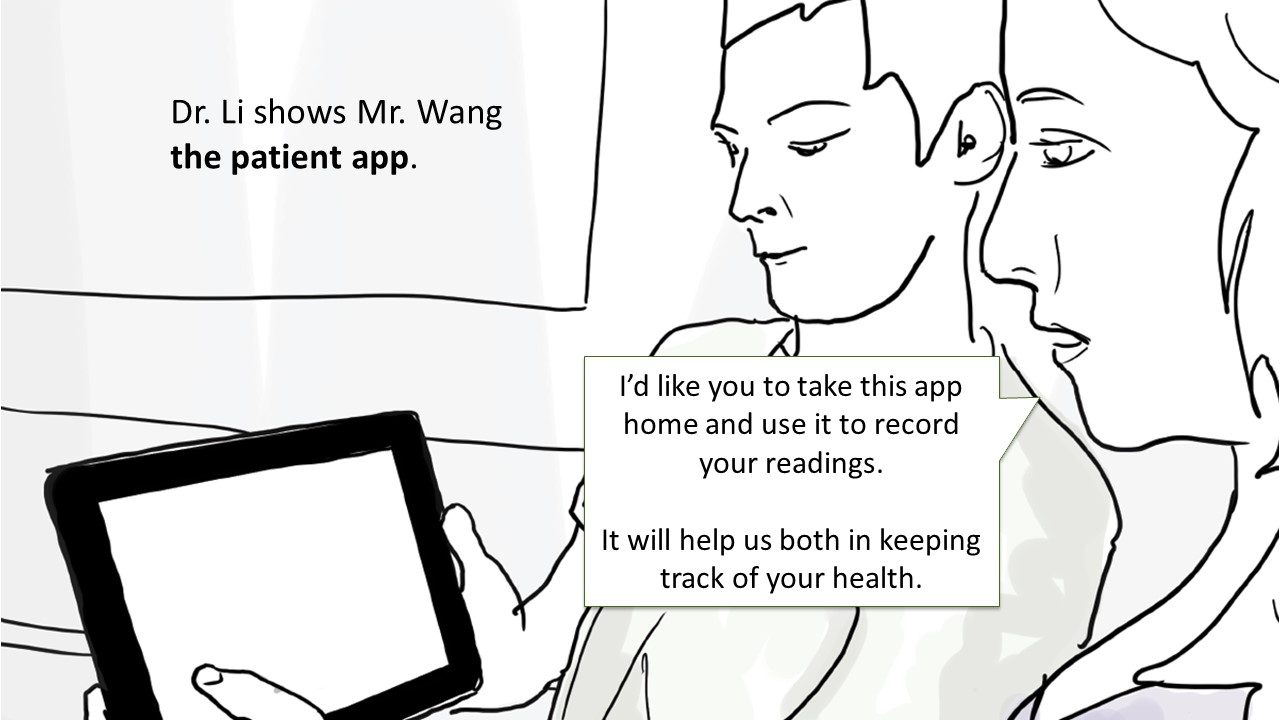 Dr. Li shows Mr. Wang
the patient app.
I’d like you to take this app
home and use it to record
your readings.
It will help us both in keeping
track of your health.